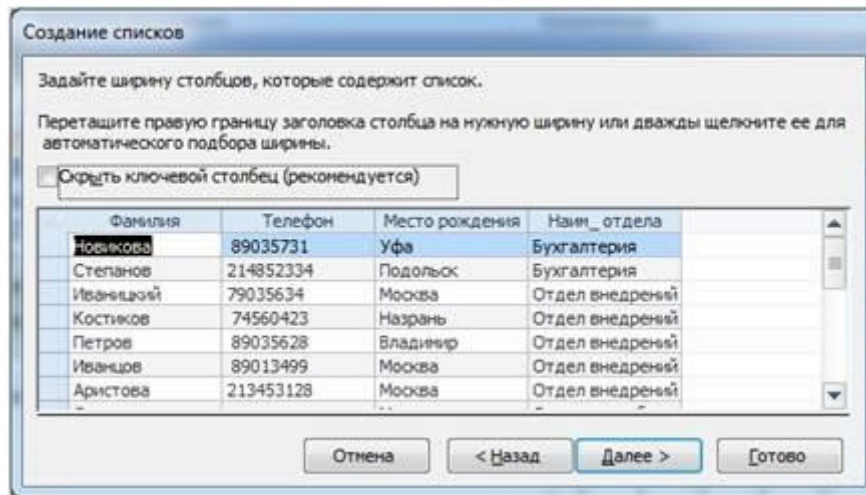 Создание списков
Задайте ширину столбцов, которые содержит список.
Перетащите правую границу заголовка столбца на нужную ширину или дважды щелкните ее для
автоматического подбора ширины.
Скрыть ключевой столбец (рекомендуется)
Фамилия Телефон Место рождения Наим_отдела
Новикова 89035731 Уфа Бухгалтерия
Степанов 214852334 Подольск Бухгалтерия
Иваницкий 79035634 Москва Отдел внедрений
Костиков 74560423 Назрань Отдел внедрений
Петров 89035628 Владимир Отдел внедрений
Иванцов 89013499 Москва Отдел внедрений
Аристова 213453128 Москва Отдел внедрений
Отмена < Назад Далее > Готово